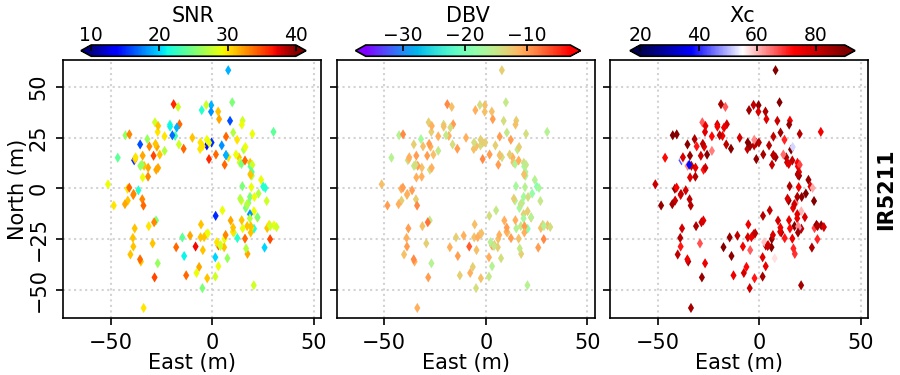 SNR DBV Xc
10 20 30 40 −30 −20 −10 20 40 60 80
50
25
0
−25
−50
North (m)
IR5211
−50 0 50 −50 0 50 −50 0 50
East (m) East (m) East (m)